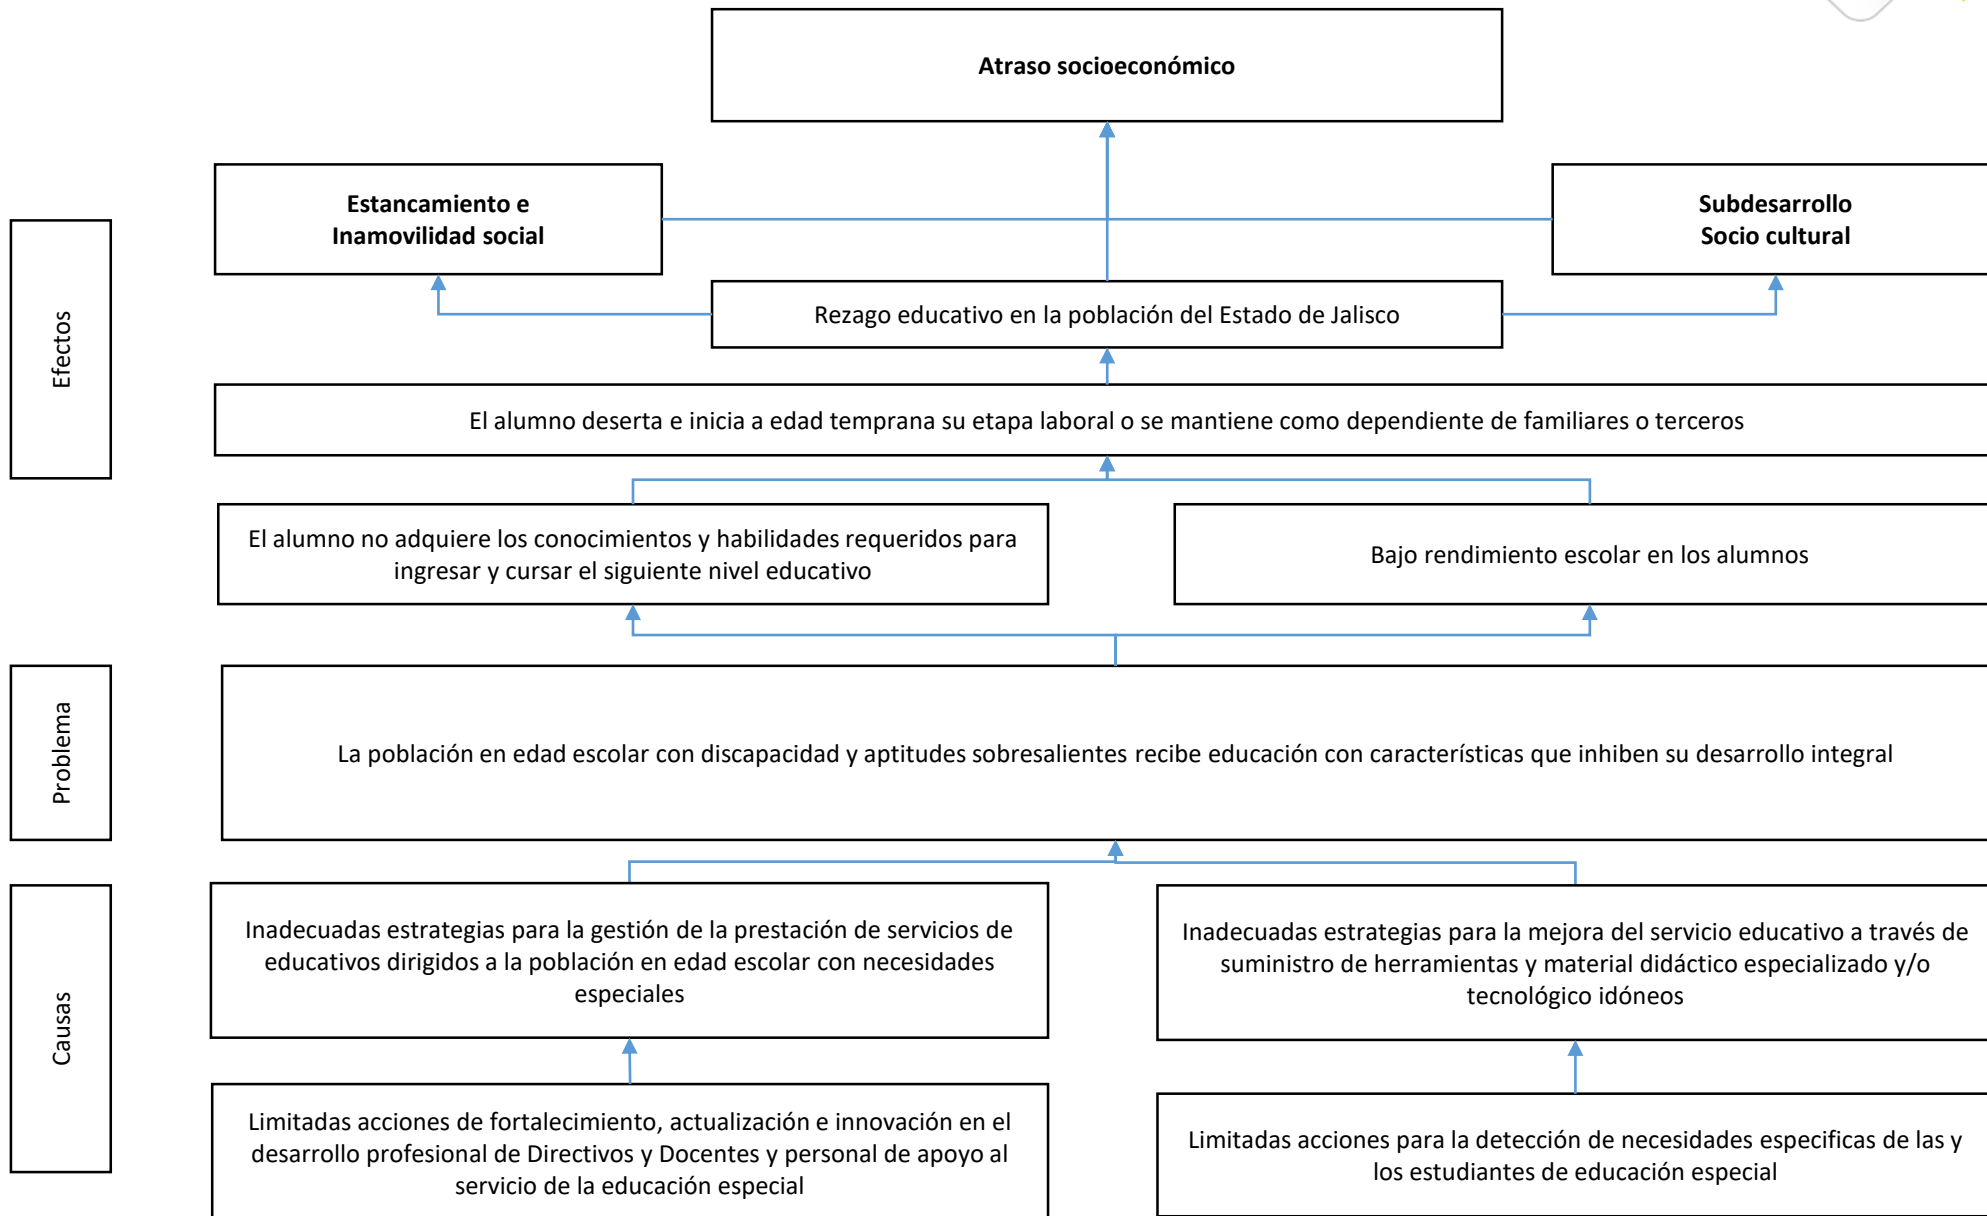 Atraso socioeconómico
Estancamiento e
Inamovilidad social
Subdesarrollo
Socio cultural
Efectos
Rezago educativo en la población del Estado de Jalisco
El alumno deserta e inicia a edad temprana su etapa laboral o se mantiene como dependiente de familiares o terceros
El alumno no adquiere los conocimientos y habilidades requeridos para
ingresar y cursar el siguiente nivel educativo
Bajo rendimiento escolar en los alumnos
Problema
La población en edad escolar con discapacidad y aptitudes sobresalientes recibe educación con características que inhiben su desarrollo integral
Causas
Inadecuadas estrategias para la gestión de la prestación de servicios de
educativos dirigidos a la población en edad escolar con necesidades
especiales
Inadecuadas estrategias para la mejora del servicio educativo a través de
suministro de herramientas y material didáctico especializado y/o
tecnológico idóneos
Limitadas acciones de fortalecimiento, actualización e innovación en el
desarrollo profesional de Directivos y Docentes y personal de apoyo al
servicio de la educación especial
Limitadas acciones para la detección de necesidades especificas de las y
los estudiantes de educación especial